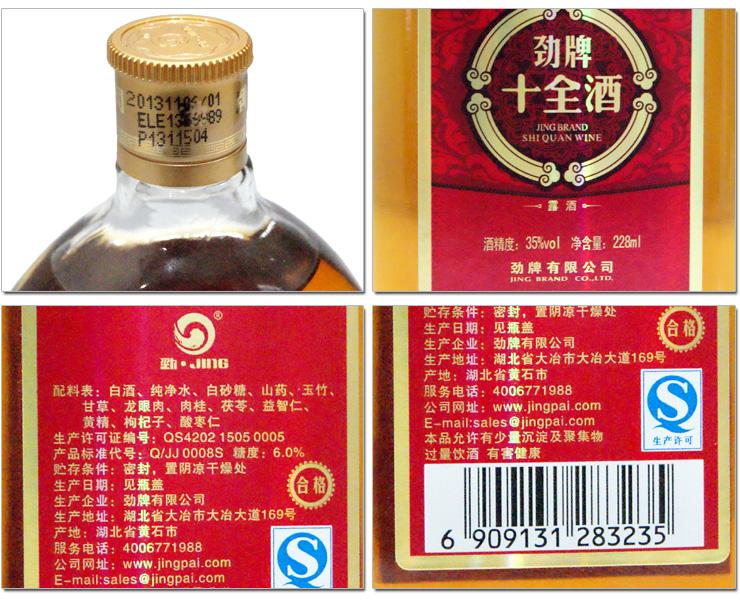 ELE13
P1311504
劲牌
十全酒
JING BRAND
SHI QUAN WINE
露酒
酒精度：35%vol 净含量：228ml
劲牌有限公司
JING BRAND CO.,LTD.
®
劲·JING
配料表：白酒、纯净水、白砂糖、山药、玉竹、
甘草、龙眼肉、肉桂、茯苓、益智仁、
黄精、枸杞子、酸枣仁
生产许可证编号：QS4202 1505 0005
产品标准代号：Q/JJ 0008S 糖度：6.0%
贮存条件：密封，置阴凉干燥处
生产日期：见瓶盖
生产企业：劲牌有限公司
生产地址：湖北省大冶市大冶大道169号
产地：湖北省黄石市
服务电话：4006771988
公司网址：www.jingpai.com
E-mail:sales@jingpai.com
合格
贮存条件：密封，置阴凉干燥处
生产日期：见瓶盖
生产企业：劲牌有限公司
生产地址：湖北省大冶市大冶大道169号
产地：湖北省黄石市
服务电话：4006771988
公司网址：www.jingpai.com
E-mail:sales@jingpai.com
本品允许有少量沉淀及聚集物
过量饮酒 有害健康
合格
生产许可
6 909131 283235